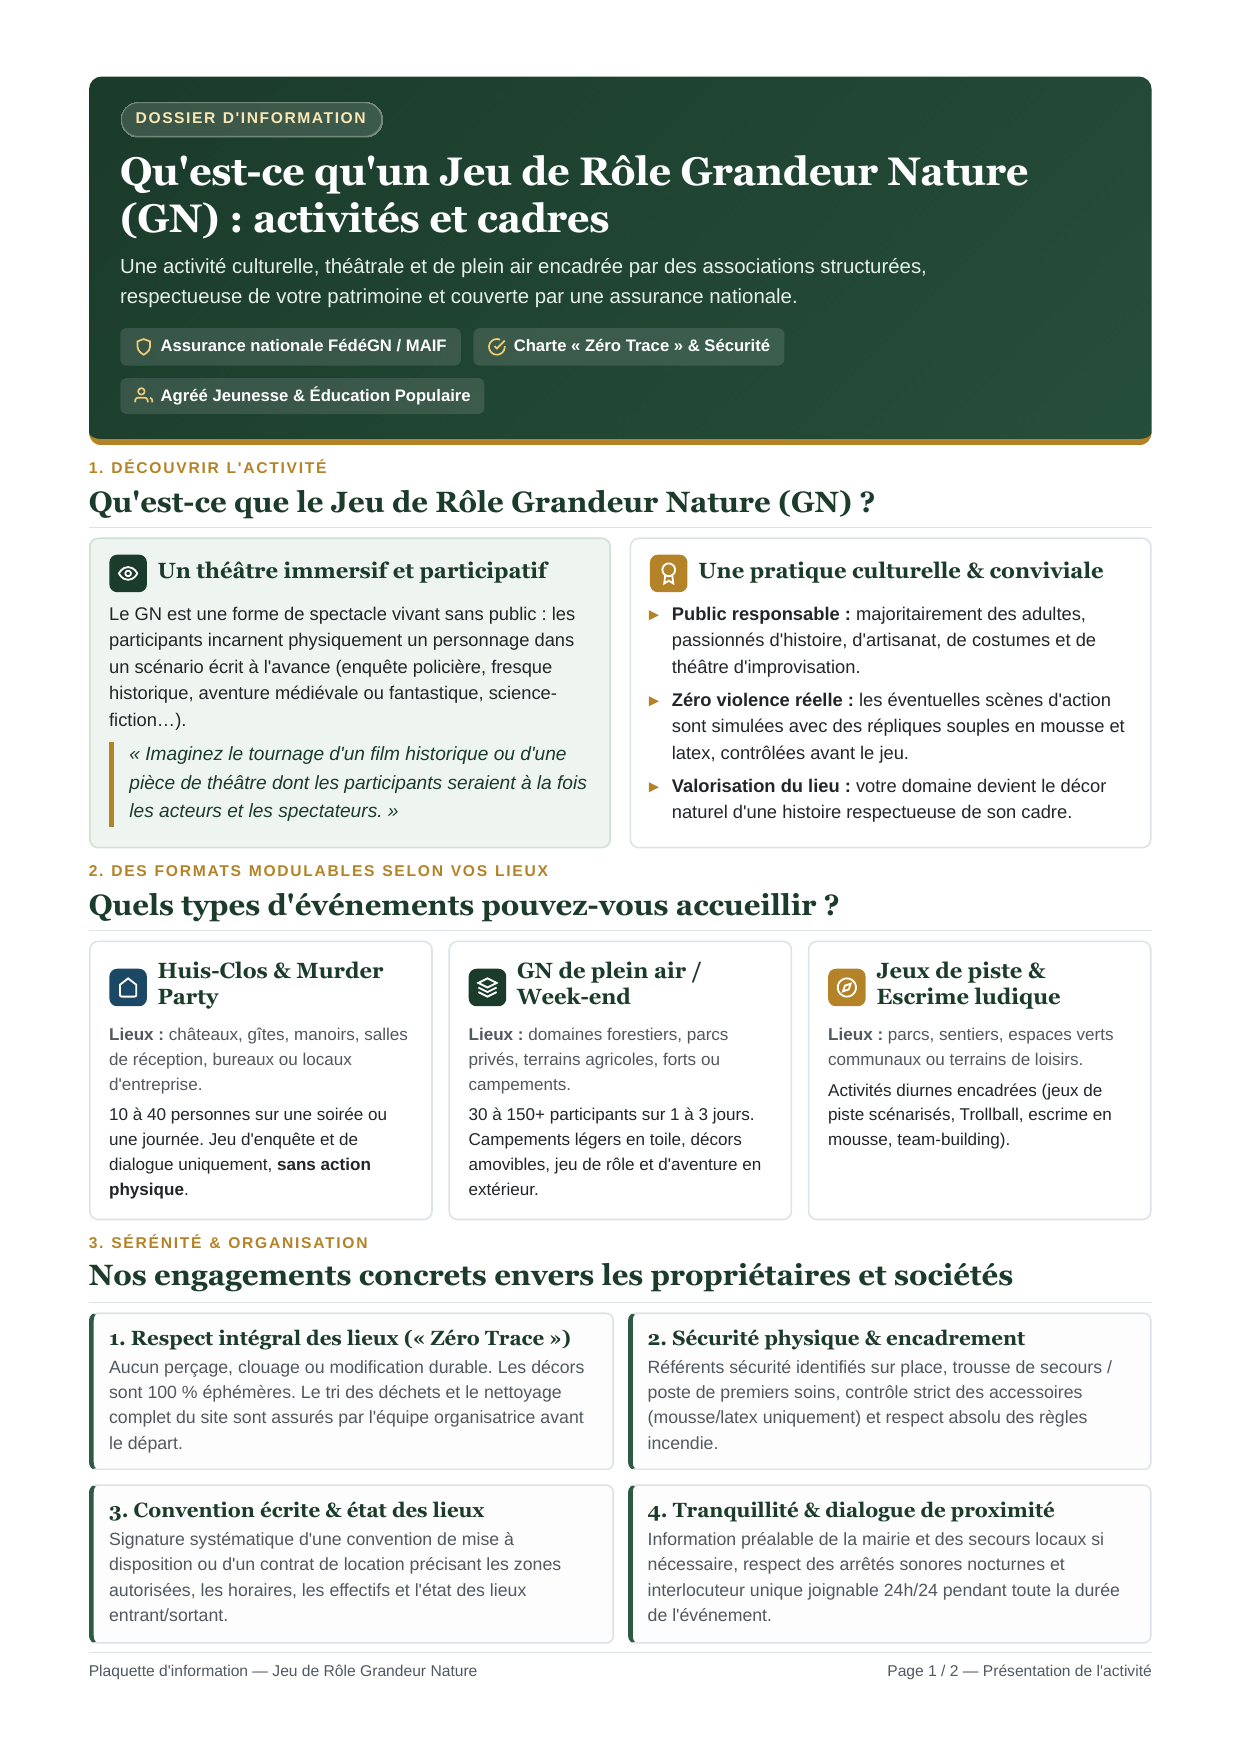 DOSSIER D'INFORMATION
Qu'est-ce qu'un Jeu de Rôle Grandeur Nature
(GN) : activités et cadres
Une activité culturelle, théâtrale et de plein air encadrée par des associations structurées,
respectueuse de votre patrimoine et couverte par une assurance nationale.
Assurance nationale FédéGN / MAIF
Charte « Zéro Trace » & Sécurité
Agréé Jeunesse & Éducation Populaire
1. DÉCOUVRIR L'ACTIVITÉ
Qu'est-ce que le Jeu de Rôle Grandeur Nature (GN) ?
Un théâtre immersif et participatif
Le GN est une forme de spectacle vivant sans public : les
participants incarnent physiquement un personnage dans
un scénario écrit à l'avance (enquête policière, fresque
historique, aventure médiévale ou fantastique, science-
fiction…).
« Imaginez le tournage d'un film historique ou d'une
pièce de théâtre dont les participants seraient à la fois
les acteurs et les spectateurs. »
Une pratique culturelle & conviviale
▸ Public responsable : majoritairement des adultes,
passionnés d'histoire, d'artisanat, de costumes et de
théâtre d'improvisation.
▸ Zéro violence réelle : les éventuelles scènes d'action
sont simulées avec des répliques souples en mousse et
latex, contrôlées avant le jeu.
▸ Valorisation du lieu : votre domaine devient le décor
naturel d'une histoire respectueuse de son cadre.
2. DES FORMATS MODULABLES SELON VOS LIEUX
Quels types d'événements pouvez-vous accueillir ?
Huis-Clos & Murder
Party
Lieux : châteaux, gîtes, manoirs, salles
de réception, bureaux ou locaux
d'entreprise.
10 à 40 personnes sur une soirée ou
une journée. Jeu d'enquête et de
dialogue uniquement, sans action
physique.
GN de plein air /
Week-end
Lieux : domaines forestiers, parcs
privés, terrains agricoles, forts ou
campements.
30 à 150+ participants sur 1 à 3 jours.
Campements légers en toile, décors
amovibles, jeu de rôle et d'aventure en
extérieur.
Jeux de piste &
Escrime ludique
Lieux : parcs, sentiers, espaces verts
communaux ou terrains de loisirs.
Activités diurnes encadrées (jeux de
piste scénarisés, Trollball, escrime en
mousse, team-building).
3. SÉRÉNITÉ & ORGANISATION
Nos engagements concrets envers les propriétaires et sociétés
1. Respect intégral des lieux (« Zéro Trace »)
Aucun perçage, clouage ou modification durable. Les décors
sont 100 % éphémères. Le tri des déchets et le nettoyage
complet du site sont assurés par l'équipe organisatrice avant
le départ.
2. Sécurité physique & encadrement
Référents sécurité identifiés sur place, trousse de secours /
poste de premiers soins, contrôle strict des accessoires
(mousse/latex uniquement) et respect absolu des règles
incendie.
3. Convention écrite & état des lieux
Signature systématique d'une convention de mise à
disposition ou d'un contrat de location précisant les zones
autorisées, les horaires, les effectifs et l'état des lieux
entrant/sortant.
4. Tranquillité & dialogue de proximité
Information préalable de la mairie et des secours locaux si
nécessaire, respect des arrêtés sonores nocturnes et
interlocuteur unique joignable 24h/24 pendant toute la durée
de l'événement.
Plaquette d'information — Jeu de Rôle Grandeur Nature
Page 1 / 2 — Présentation de l'activité